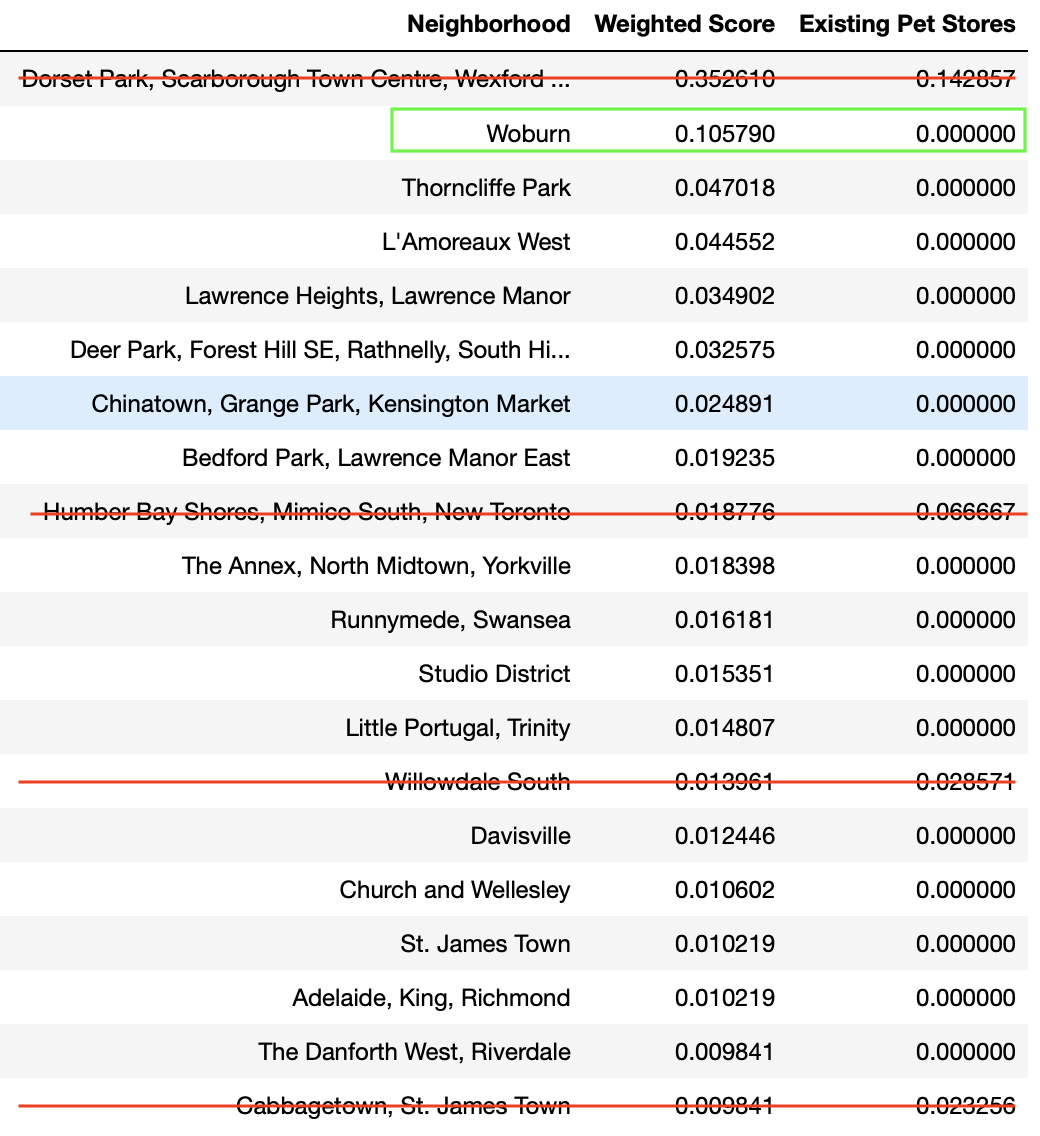 Neighborhood Weighted Score Existing Pet Stores
Dorset Park, Scarborough Town Centre, Wexford ... 0.352610 0.142857
Woburn 0.105790 0.000000
Thorncliffe Park 0.047018 0.000000
L'Amoreaux West 0.044552 0.000000
Lawrence Heights, Lawrence Manor 0.034902 0.000000
Deer Park, Forest Hill SE, Rathnelly, South Hi... 0.032575 0.000000
Chinatown, Grange Park, Kensington Market 0.024891 0.000000
Bedford Park, Lawrence Manor East 0.019235 0.000000
Humber Bay Shores, Mimico South, New Toronto 0.018776 0.066667
The Annex, North Midtown, Yorkville 0.018398 0.000000
Runnymede, Swansea 0.016181 0.000000
Studio District 0.015351 0.000000
Little Portugal, Trinity 0.014807 0.000000
Willowdale South 0.013961 0.028571
Davisville 0.012446 0.000000
Church and Wellesley 0.010602 0.000000
St. James Town 0.010219 0.000000
Adelaide, King, Richmond 0.010219 0.000000
The Danforth West, Riverdale 0.009841 0.000000
Cabbagetown, St. James Town 0.009841 0.023256